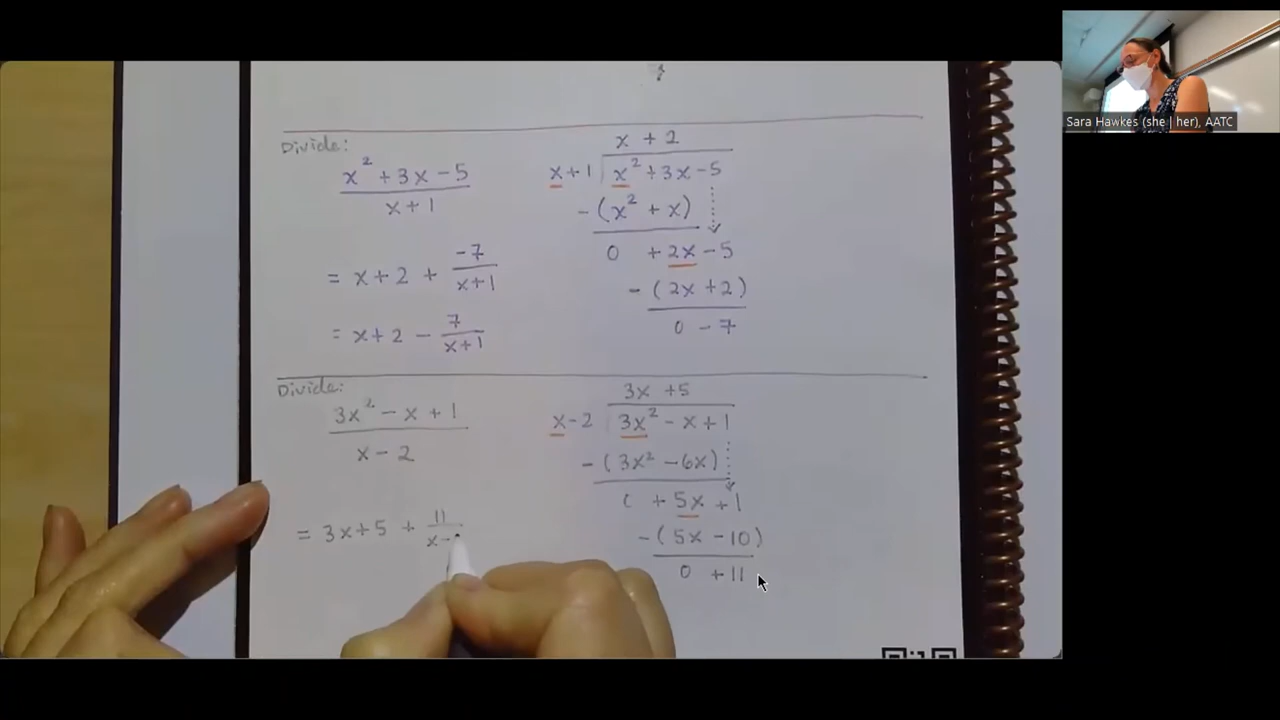 Divide:
x² + 3x - 5
x + 1
= x + 2 + -7
x+1
= x + 2 - 7
x+1
x + 2
x + 1 x² + 3x - 5
- (x² + x)
0 + 2x - 5
- (2x + 2)
0 - 7
Divide:
3x² - x + 1
x - 2
= 3x + 5 + 11
x -
3x + 5
x - 2 3x² - x + 1
- (3x² - 6x)
0 + 5x + 1
- (5x - 10)
0 + 11
Sara Hawkes (she | her), AATC